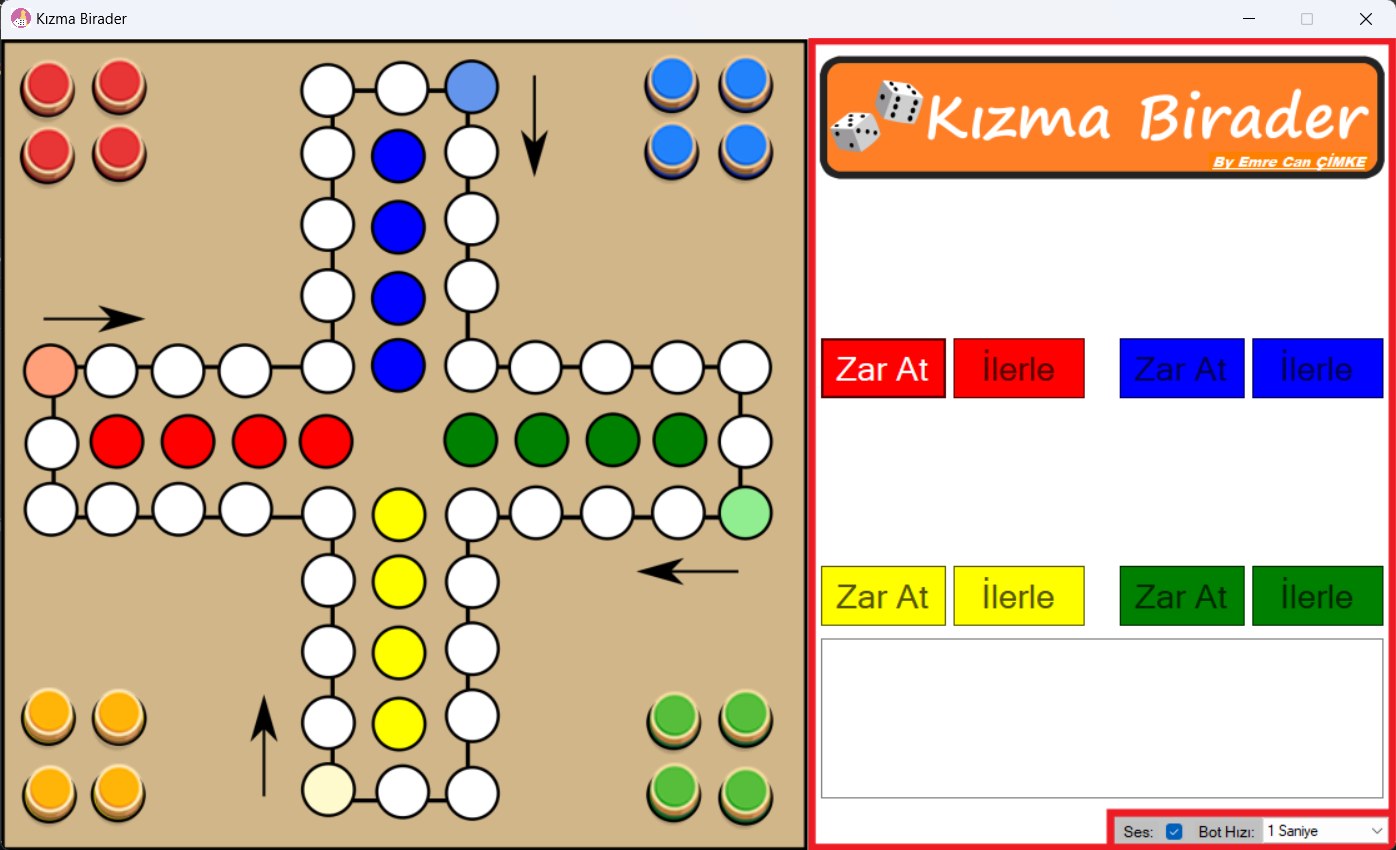 Kızma Birader
Kızma Birader
By Emre Can ÇİMKE
Zar At İlerle Zar At İlerle
Zar At İlerle Zar At İlerle
Ses: Bot Hızı: 1 Saniye